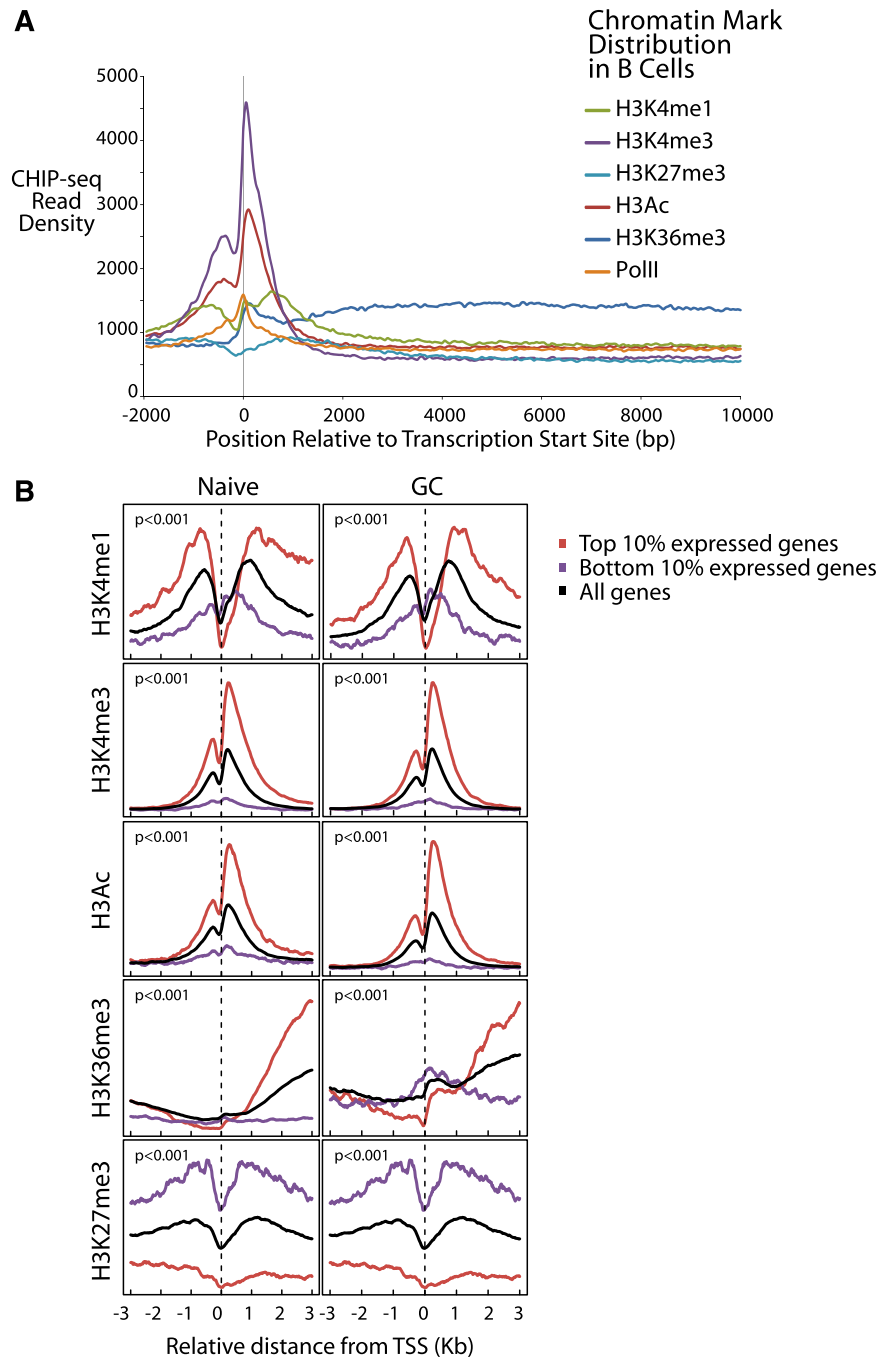 A
Chromatin Mark
Distribution
in B Cells
H3K4me1
H3K4me3
H3K27me3
H3Ac
H3K36me3
PolII
CHIP-seq
Read
Density
5000
4000
3000
2000
1000
0
-2000
0
2000
4000
6000
8000
10000
Position Relative to Transcription Start Site (bp)
B
Naive
GC
Top 10% expressed genes
Bottom 10% expressed genes
All genes
H3K4me1
p<0.001
p<0.001
H3K4me3
p<0.001
p<0.001
H3Ac
p<0.001
p<0.001
H3K36me3
p<0.001
p<0.001
H3K27me3
p<0.001
p<0.001
-3 -2 -1 0 1 2 3
-3 -2 -1 0 1 2 3
Relative distance from TSS (Kb)